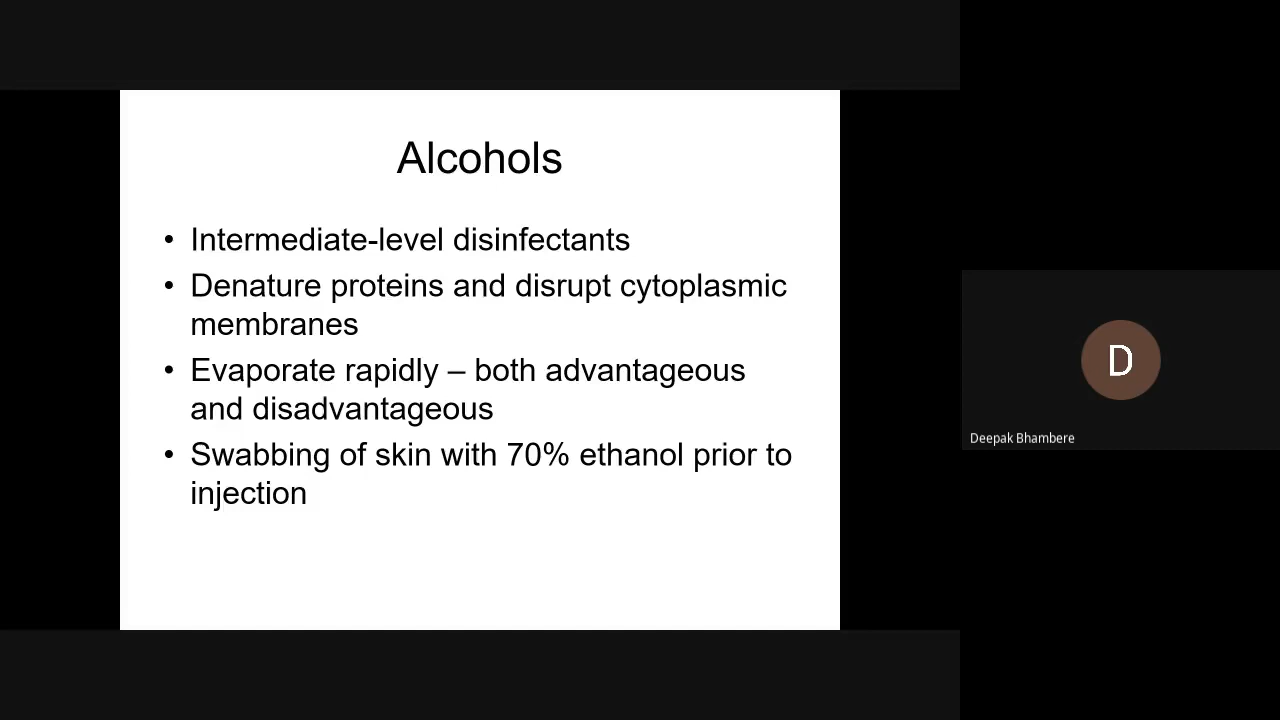 Alcohols
• Intermediate-level disinfectants
• Denature proteins and disrupt cytoplasmic
membranes
• Evaporate rapidly – both advantageous
and disadvantageous
• Swabbing of skin with 70% ethanol prior to
injection
D
Deepak Bhambere